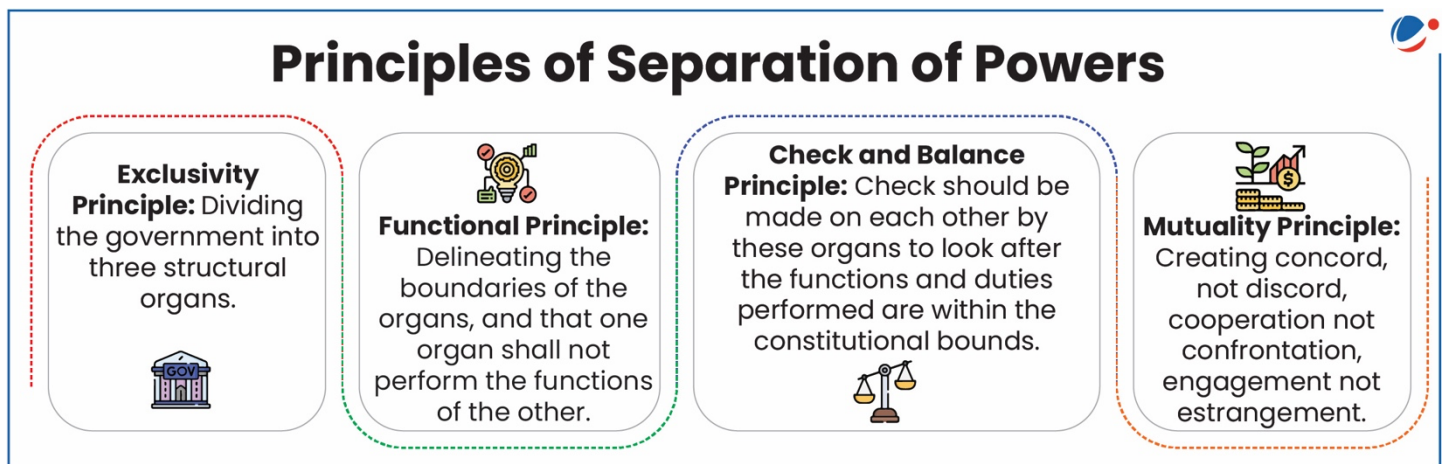 Principles of Separation of Powers
Exclusivity
Principle: Dividing
the government into
three structural
organs.
GOV
Functional Principle:
Delineating the
boundaries of the
organs, and that one
organ shall not
perform the functions
of the other.
Check and Balance
Principle: Check should be
made on each other by
these organs to look after
the functions and duties
performed are within the
constitutional bounds.
$
Mutuality Principle:
Creating concord,
not discord,
cooperation not
confrontation,
engagement not
estrangement.